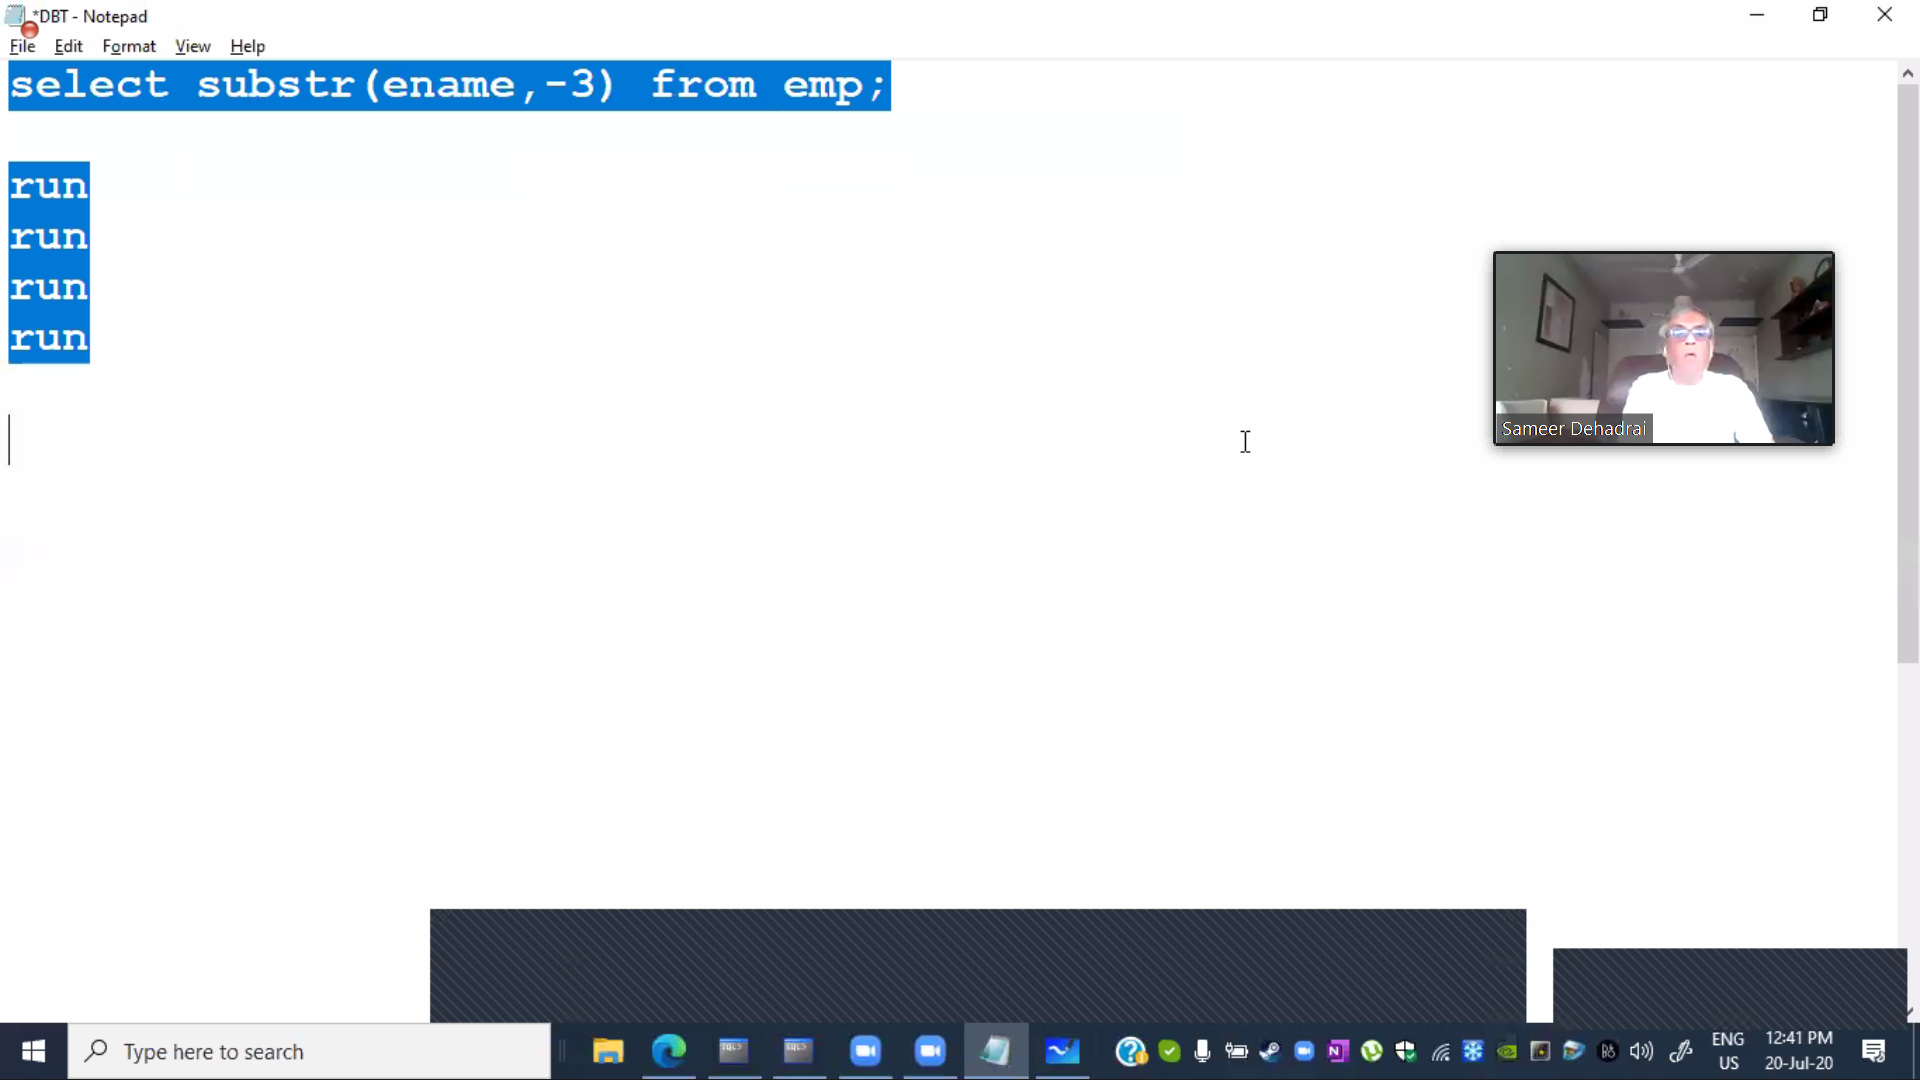 *DBT - Notepad
File Edit Format View Help
select substr(ename,-3) from emp;
run
run
run
run
Sameer Dehadrai
Type here to search
ENG
US
12:41 PM
20-Jul-20